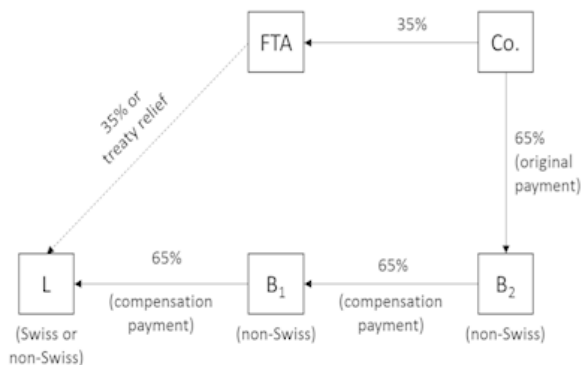 FTA
35%
Co.
35% or
treaty relief
65%
(original
payment)
L
65%
(compensation
payment)
B1
65%
(compensation
payment)
B2
(Swiss or
non-Swiss)
(non-Swiss)
(non-Swiss)